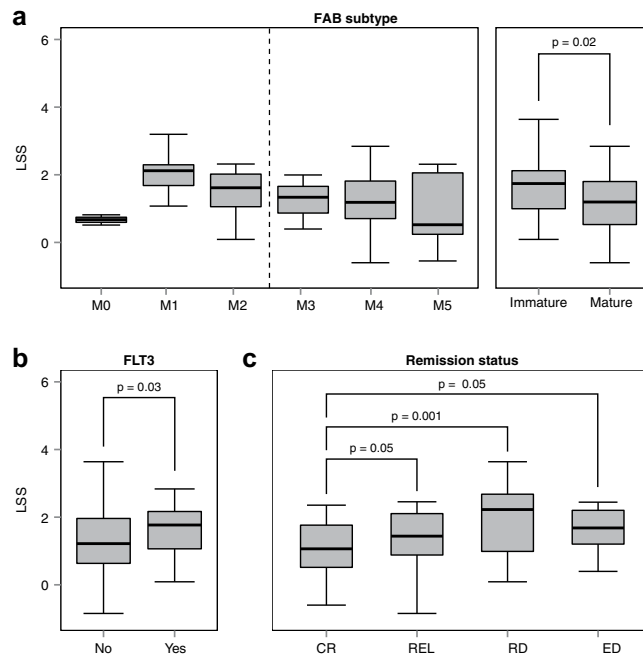 a
FAB subtype
6
4
2
0
LSS
M0 M1 M2 M3 M4 M5
p = 0.02
Immature Mature
b
FLT3
6
4
2
0
LSS
p = 0.03
No Yes
c
Remission status
p = 0.05
p = 0.001
p = 0.05
CR REL RD ED